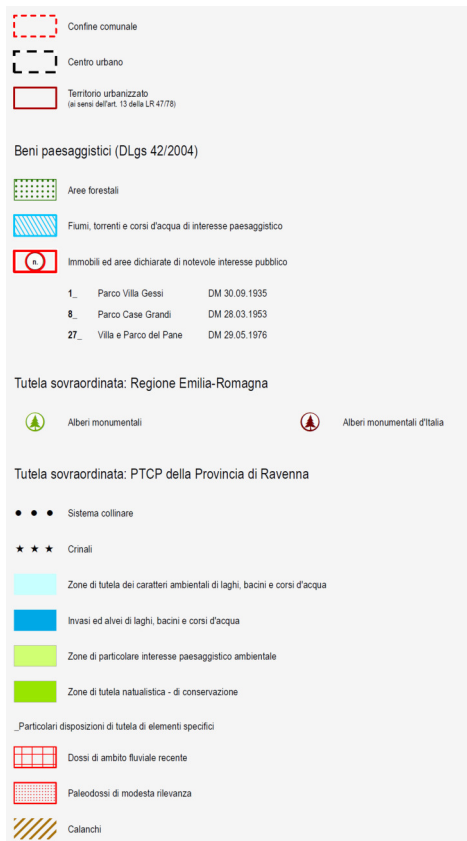 Confine comunale
Centro urbano
Territorio urbanizzato
(ai sensi dell'art. 13 della LR 47/78)
Beni paesaggistici (DLgs 42/2004)
Aree forestali
Fiumi, torrenti e corsi d'acqua di interesse paesaggistico
n. Immobili ed aree dichiarate di notevole interesse pubblico
1_ Parco Villa Gessi DM 30.09.1935
8_ Parco Case Grandi DM 28.03.1953
27_ Villa e Parco del Pane DM 29.05.1976
Tutela sovraordinata: Regione Emilia-Romagna
Alberi monumentali Alberi monumentali d'Italia
Tutela sovraordinata: PTCP della Provincia di Ravenna
Sistema collinare
Crinali
Zone di tutela dei caratteri ambientali di laghi, bacini e corsi d'acqua
Invasi ed alvei di laghi, bacini e corsi d'acqua
Zone di particolare interesse paesaggistico ambientale
Zone di tutela natualistica - di conservazione
_Particolari disposizioni di tutela di elementi specifici
Dossi di ambito fluviale recente
Paleodossi di modesta rilevanza
Calanchi